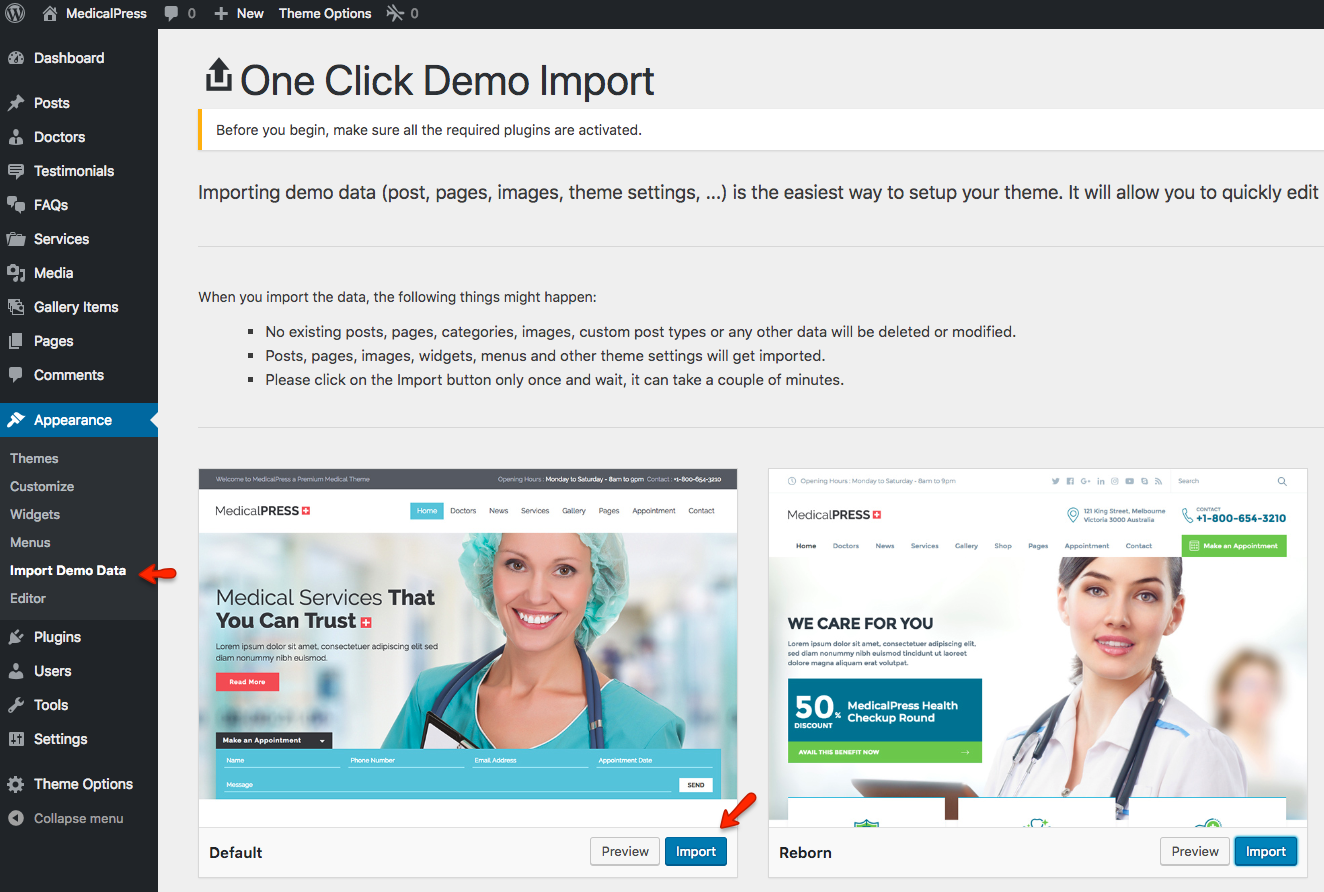 MedicalPress 0 New Theme Options 0
Dashboard
Posts
Doctors
Testimonials
FAQs
Services
Media
Gallery Items
Pages
Comments
Appearance
Themes
Customize
Widgets
Menus
Import Demo Data
Editor
Plugins
Users
Tools
Settings
Theme Options
Collapse menu
One Click Demo Import
Before you begin, make sure all the required plugins are activated.
Importing demo data (post, pages, images, theme settings, ...) is the easiest way to setup your theme. It will allow you to quickly edit
When you import the data, the following things might happen:
No existing posts, pages, categories, images, custom post types or any other data will be deleted or modified.
Posts, pages, images, widgets, menus and other theme settings will get imported.
Please click on the Import button only once and wait, it can take a couple of minutes.
Welcome to MedicalPress a Premium Medical Theme Opening Hours : Monday to Saturday - 8am to 9pm Contact : +1-800-654-3210
MedicalPRESS Home Doctors News Services Gallery Pages Appointment Contact
Medical Services That
You Can Trust
Lorem ipsum dolor sit amet, consectetuer adipiscing elit sed
diam nonummy nibh euismod.
Read More
Make an Appointment
Name Phone Number Email Address Appointment Date
Message SEND
Default Preview Import
Opening Hours : Monday to Saturday - 8am to 9pm G+ in Search
MedicalPRESS
121 King Street, Melbourne
Victoria 3000 Australia
CONTACT
+1-800-654-3210
Home Doctors News Services Gallery Shop Pages Appointment Contact Make an Appointment
WE CARE FOR YOU
Lorem ipsum dolor sit amet, consectetuer adipiscing elit,
sed diam nonummy nibh euismod tincidunt ut laoreet
dolore magna aliquam erat volutpat.
50%
DISCOUNT
MedicalPress Health
Checkup Round
AVAIL THIS BENEFIT NOW
Reborn Preview Import